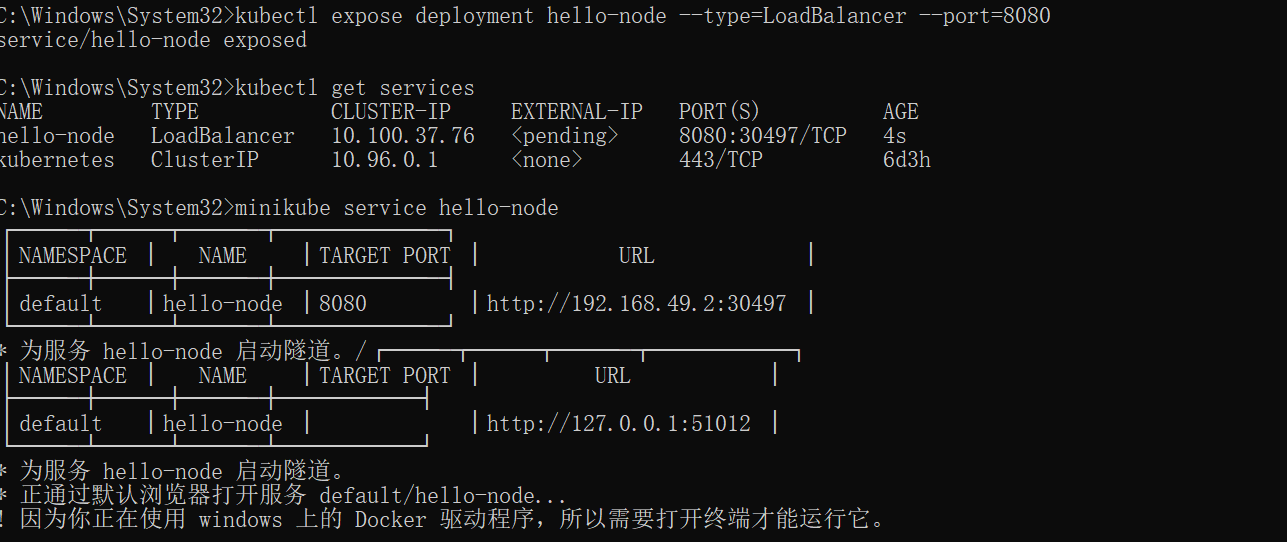 C:\Windows\System32>kubectl expose deployment hello-node --type=LoadBalancer --port=8080
service/hello-node exposed
C:\Windows\System32>kubectl get services
NAME TYPE CLUSTER-IP EXTERNAL-IP PORT(S) AGE
hello-node LoadBalancer 10.100.37.76 <pending> 8080:30497/TCP 4s
kubernetes ClusterIP 10.96.0.1 <none> 443/TCP 6d3h
C:\Windows\System32>minikube service hello-node
| NAMESPACE | NAME | TARGET PORT | URL |
| default | hello-node | 8080 | http://192.168.49.2:30497 |
* 为服务 hello-node 启动隧道。/
| NAMESPACE | NAME | TARGET PORT | URL |
| default | hello-node | | http://127.0.0.1:51012 |
* 为服务 hello-node 启动隧道。
* 正通过默认浏览器打开服务 default/hello-node...
! 因为你正在使用 windows 上的 Docker 驱动程序，所以需要打开终端才能运行它。